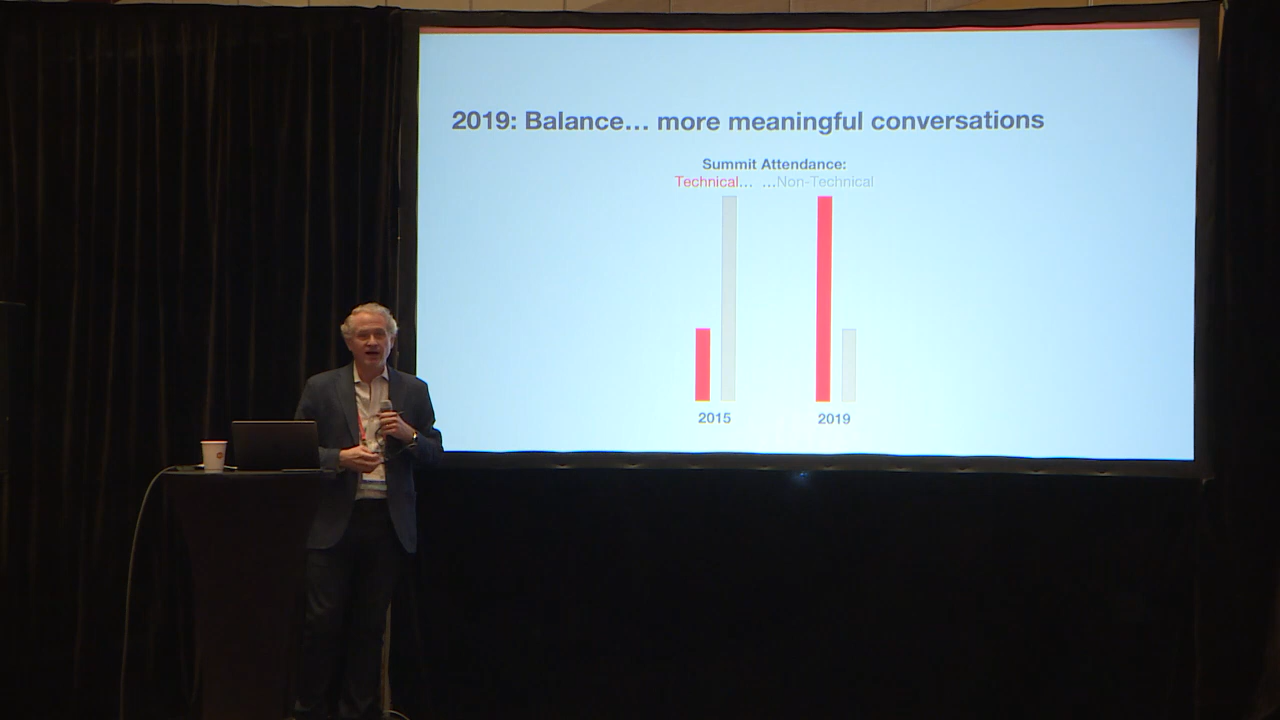 2019: Balance… more meaningful conversations
Summit Attendance:
Technical… …Non-Technical
2015
2019